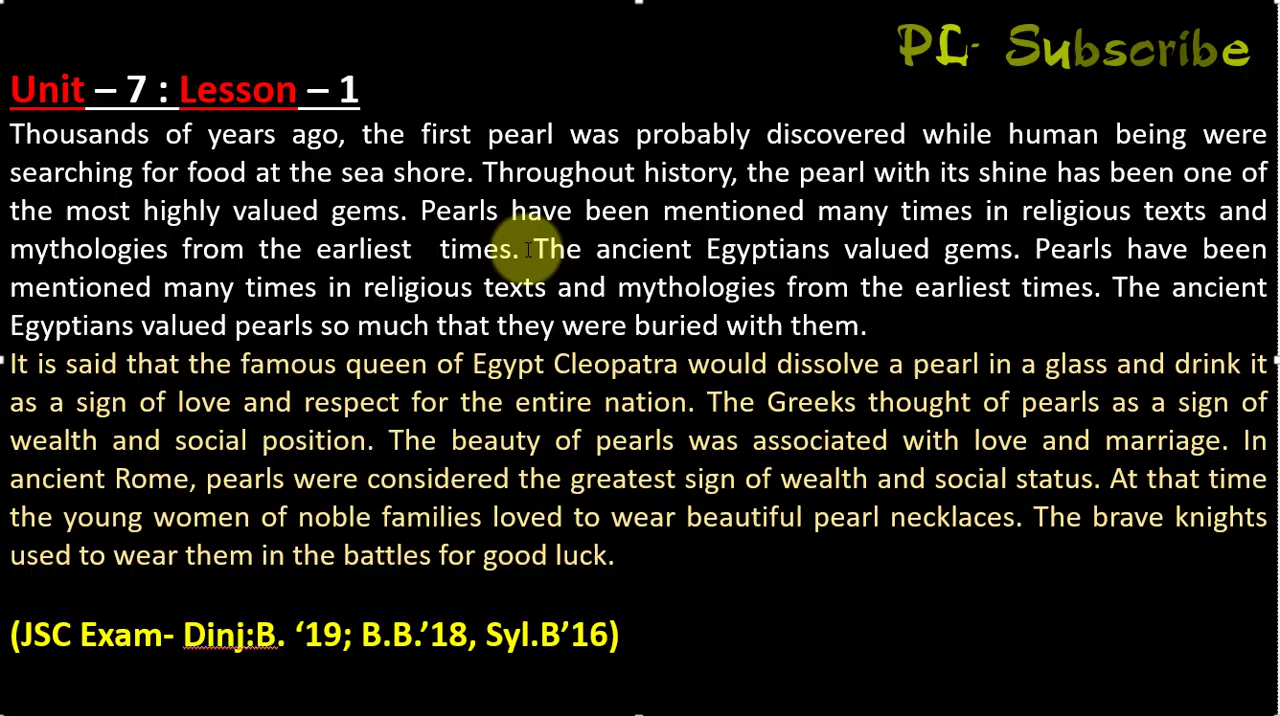 PL- Subscribe
Unit – 7 : Lesson – 1
Thousands of years ago, the first pearl was probably discovered while human being were
searching for food at the sea shore. Throughout history, the pearl with its shine has been one of
the most highly valued gems. Pearls have been mentioned many times in religious texts and
mythologies from the earliest times. The ancient Egyptians valued gems. Pearls have been
mentioned many times in religious texts and mythologies from the earliest times. The ancient
Egyptians valued pearls so much that they were buried with them.
It is said that the famous queen of Egypt Cleopatra would dissolve a pearl in a glass and drink it
as a sign of love and respect for the entire nation. The Greeks thought of pearls as a sign of
wealth and social position. The beauty of pearls was associated with love and marriage. In
ancient Rome, pearls were considered the greatest sign of wealth and social status. At that time
the young women of noble families loved to wear beautiful pearl necklaces. The brave knights
used to wear them in the battles for good luck.
(JSC Exam- Dinj:B. ‘19; B.B.’18, Syl.B’16)